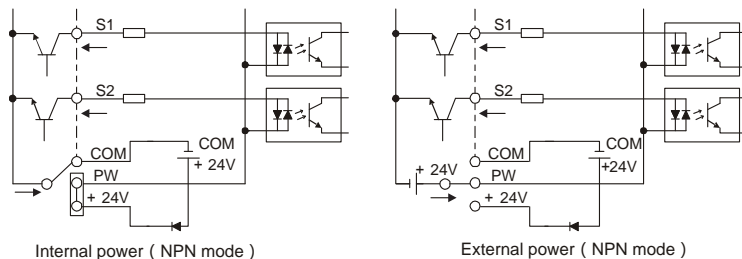 S1
S2
COM
COM
+ 24V
PW
+ 24V
Internal power ( NPN mode )
S1
S2
COM
COM
+24V
+ 24V
PW
+ 24V
External power ( NPN mode )